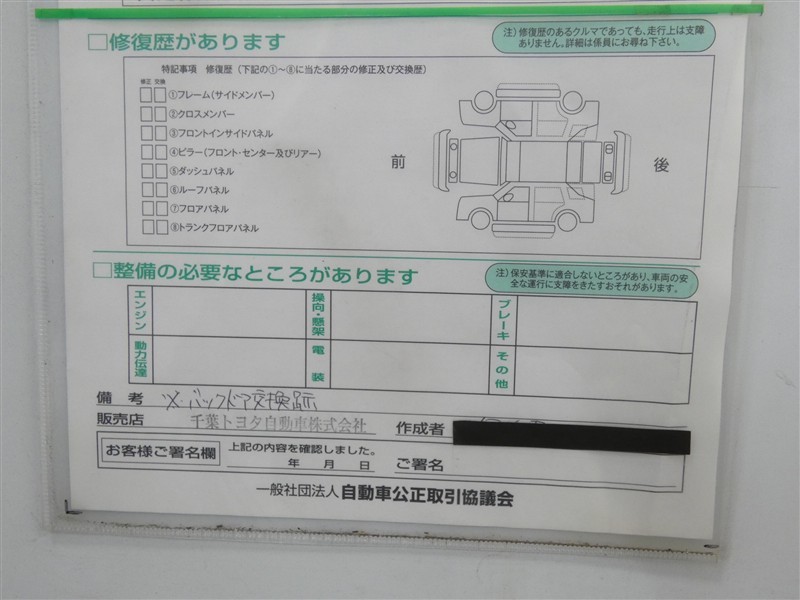 □修復歴があります
注）修復歴のあるクルマであっても、走行上は支障
ありません。詳細は係員にお尋ね下さい。
特記事項 修復歴（下記の①～⑧に当たる部分の修正及び交換歴）
修正 交換
①フレーム（サイドメンバー）
②クロスメンバー
③フロントインサイドパネル
④ピラー（フロント・センター及びリアー）
⑤ダッシュパネル
⑥ルーフパネル
⑦フロアパネル
⑧トランクフロアパネル
前
後
□整備の必要なところがあります
注）保安基準に適合しないところがあり、車両の安
全な運行に支障をきたすおそれがあります。
エンジン
操向・懸架
ブレーキ
動力伝達
電装
その他
備考 ※バックドア交換跡
販売店 千葉トヨタ自動車株式会社 作成者
お客様ご署名欄
上記の内容を確認しました。
年 月 日 ご署名
一般社団法人 自動車公正取引協議会